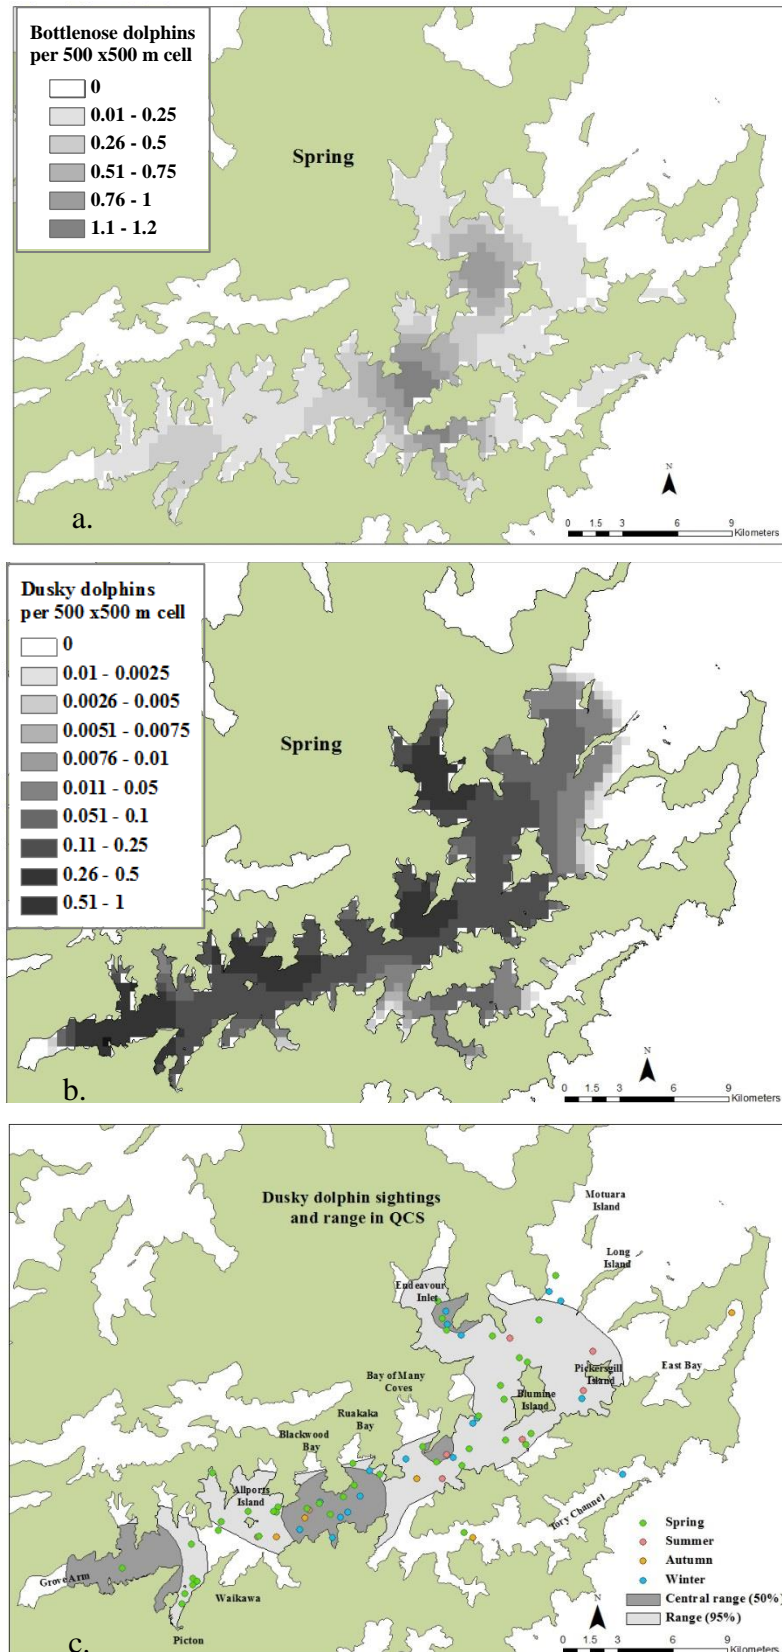 Bottlenose dolphins
per 500 x500 m cell
0
0.01 - 0.25
0.26 - 0.5
0.51 - 0.75
0.76 - 1
1.1 - 1.2
Spring
N
0 1.5 3 6 9
Kilometers
a.
Dusky dolphins
per 500 x500 m cell
0
0.01 - 0.0025
0.0026 - 0.005
0.0051 - 0.0075
0.0076 - 0.01
0.011 - 0.05
0.051 - 0.1
0.11 - 0.25
0.26 - 0.5
0.51 - 1
Spring
N
0 1.5 3 6 9
Kilometers
b.
Dusky dolphin sightings
and range in QCS
Motuara
Island
Long
Island
Endeavour
Inlet
East Bay
Pickersgill
Island
Bay of Many
Coves
Blumine
Island
Ruakaka
Bay
Blackwood
Bay
Allports
Island
Tory Channel
Grove Arm
Waikawa
Picton
Spring
Summer
Autumn
Winter
Central range (50%)
Range (95%)
N
0 1.5 3 6 9
Kilometers
c.